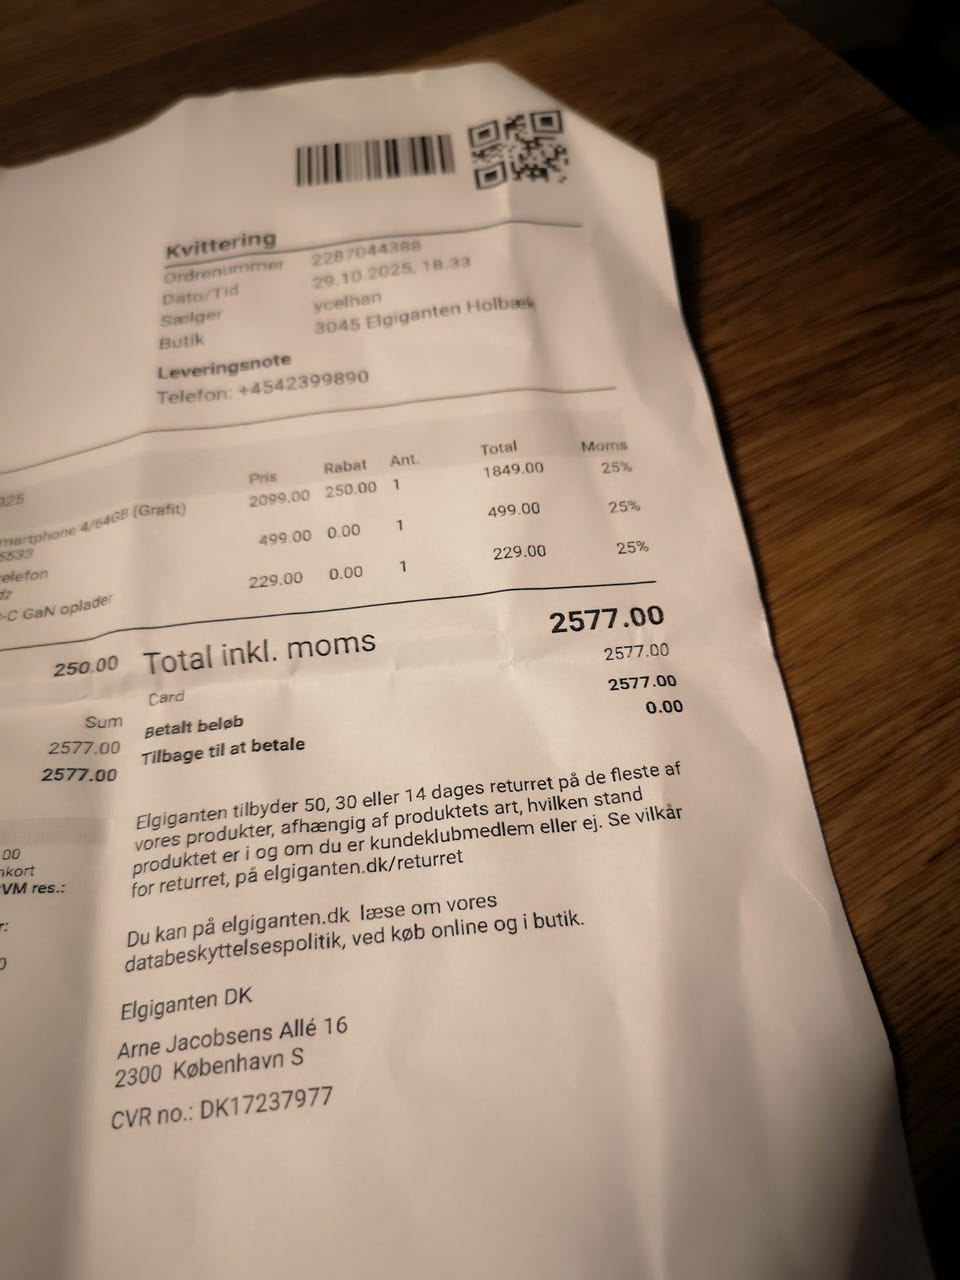 Kvittering
Ordrenummer 2287044388
Dato/Tid 29.10.2025, 18.33
Sælger ycelhan
Butik 3045 Elgiganten Holbæk
Leveringsnote
Telefon: +4542399890
Pris Rabat Ant. Total Moms
025
martphone 4/64GB (Grafit) 2099.00 250.00 1 1849.00 25%
5533
elefon 499.00 0.00 1 499.00 25%
dz
-C GaN oplader 229.00 0.00 1 229.00 25%
250.00 Total inkl. moms 2577.00
Card 2577.00
Sum Betalt beløb 2577.00
2577.00 Tilbage til at betale 0.00
2577.00
Elgiganten tilbyder 50, 30 eller 14 dages returret på de fleste af
vores produkter, afhængig af produktets art, hvilken stand
produktet er i og om du er kundeklubmedlem eller ej. Se vilkår
for returret, på elgiganten.dk/returret
00
nkort
VM res.:
r:
0
Du kan på elgiganten.dk læse om vores
databeskyttelsespolitik, ved køb online og i butik.
Elgiganten DK
Arne Jacobsens Allé 16
2300 København S
CVR no.: DK17237977